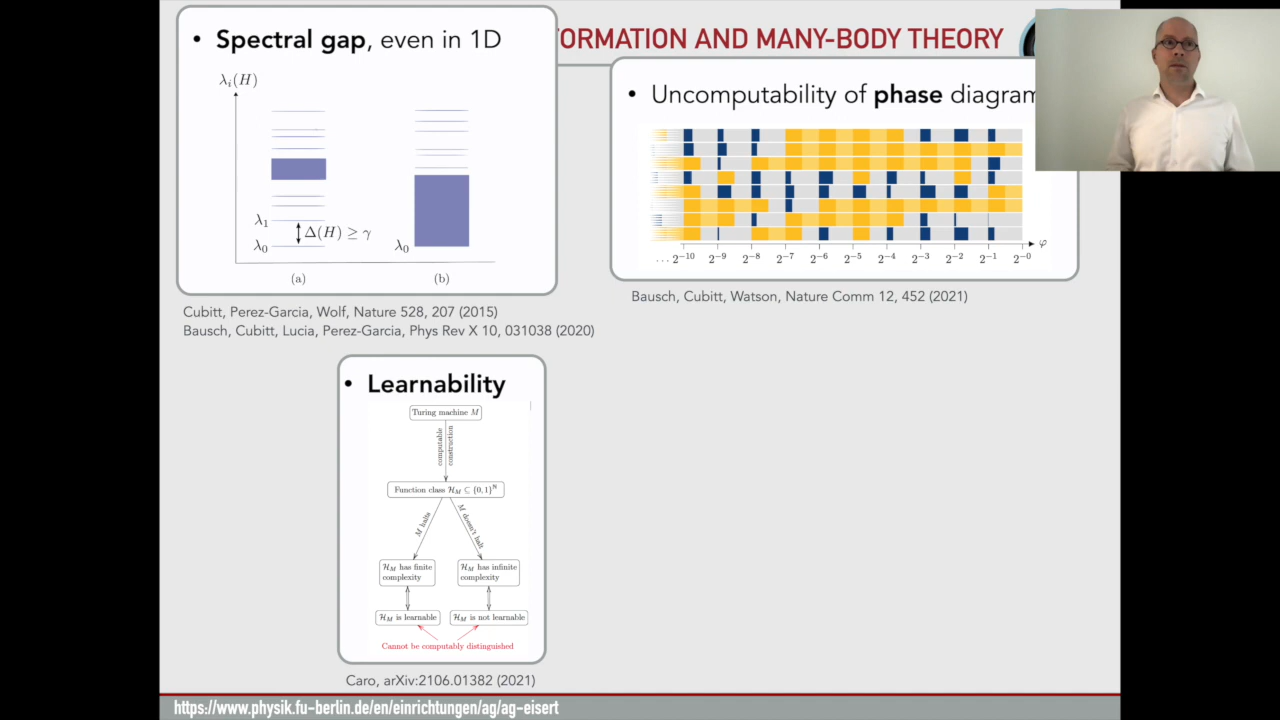 • Spectral gap, even in 1D
ORMATION AND MANY-BODY THEORY
λᵢ(H)
λ₁
Δ(H) ≥ γ
λ₀
λ₀
(a)
(b)
Cubitt, Perez-Garcia, Wolf, Nature 528, 207 (2015)
Bausch, Cubitt, Lucia, Perez-Garcia, Phys Rev X 10, 031038 (2020)
• Uncomputability of phase diagram
φ
... 2⁻¹⁰ 2⁻⁹ 2⁻⁸ 2⁻⁷ 2⁻⁶ 2⁻⁵ 2⁻⁴ 2⁻³ 2⁻² 2⁻¹ 2⁻⁰
Bausch, Cubitt, Watson, Nature Comm 12, 452 (2021)
• Learnability
Turing machine M
computable
construction
Function class ℋ_M ⊆ {0, 1}^ℕ
M halts
M doesn't halt
ℋ_M has finite
complexity
ℋ_M has infinite
complexity
ℋ_M is learnable
ℋ_M is not learnable
Cannot be computably distinguished
Caro, arXiv:2106.01382 (2021)
https://www.physik.fu-berlin.de/en/einrichtungen/ag/ag-eisert